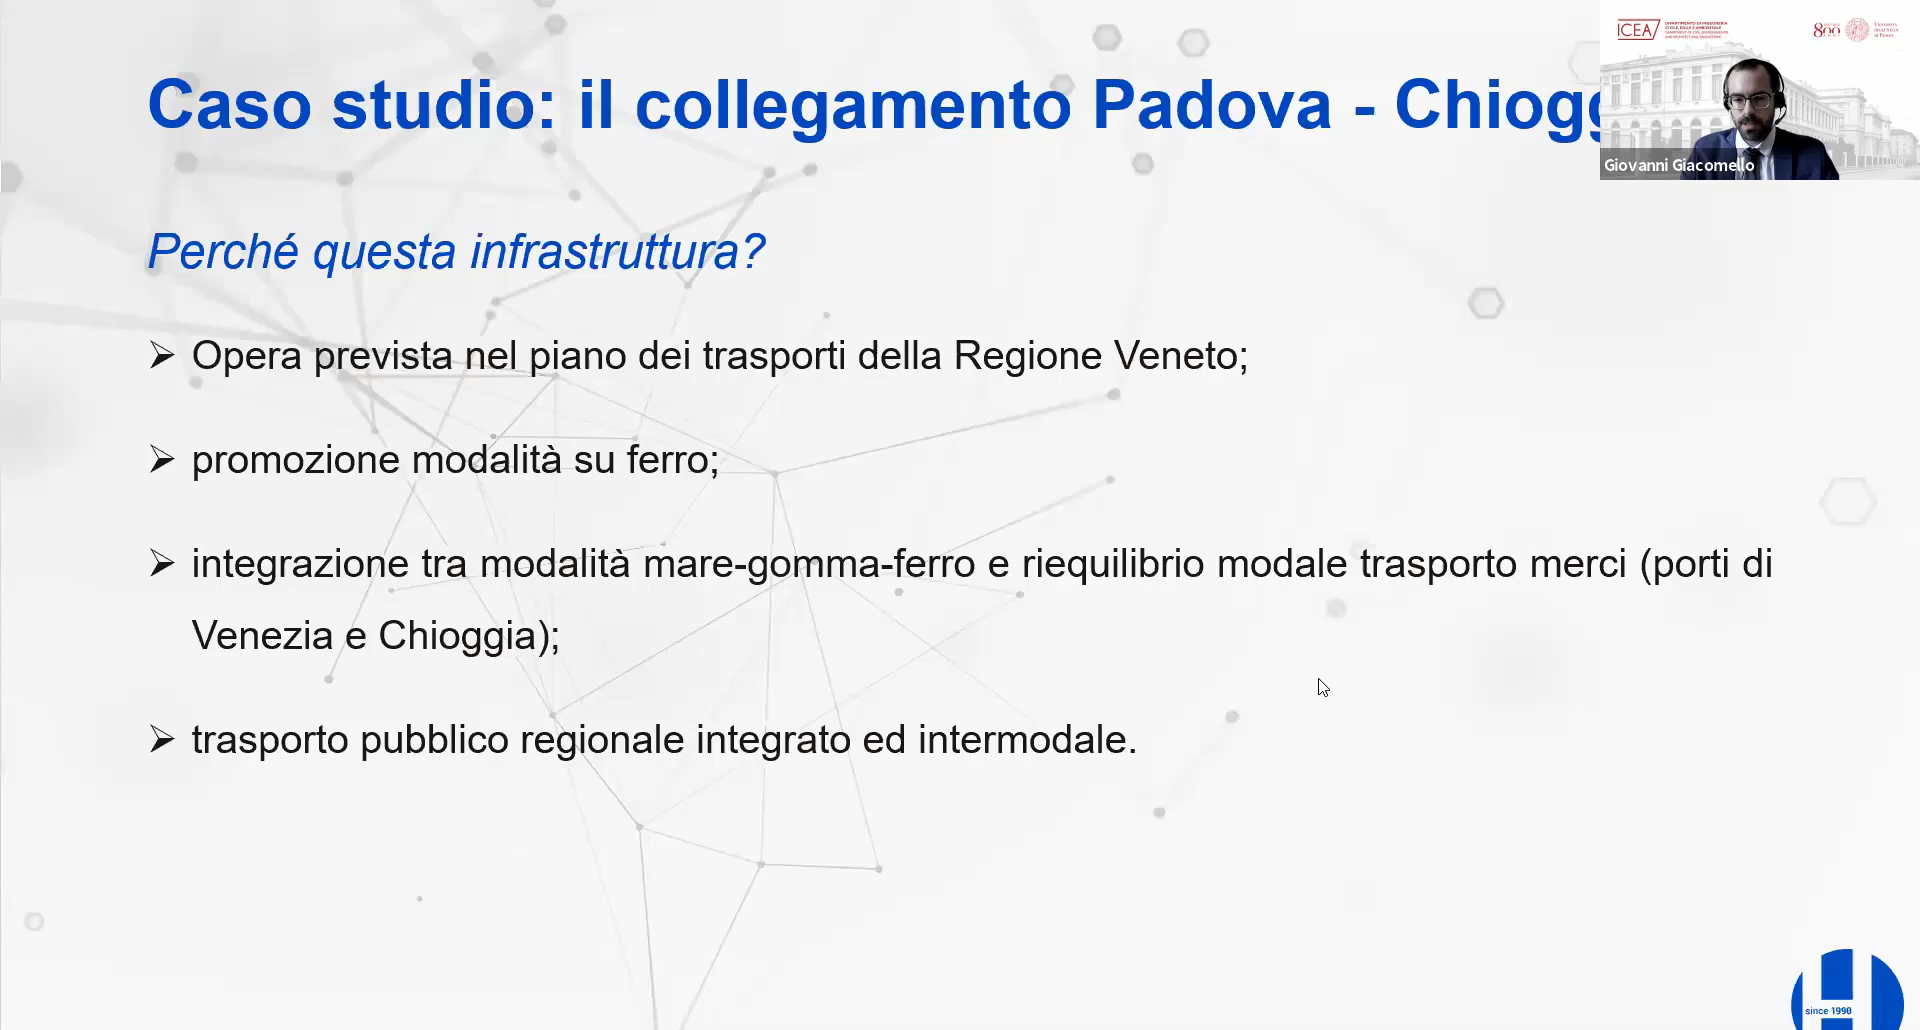 Caso studio: il collegamento Padova - Chiogg
ICEA
800
Giovanni Giacomello
Perché questa infrastruttura?
➢ Opera prevista nel piano dei trasporti della Regione Veneto;
➢ promozione modalità su ferro;
➢ integrazione tra modalità mare-gomma-ferro e riequilibrio modale trasporto merci (porti di
Venezia e Chioggia);
➢ trasporto pubblico regionale integrato ed intermodale.
since 1990